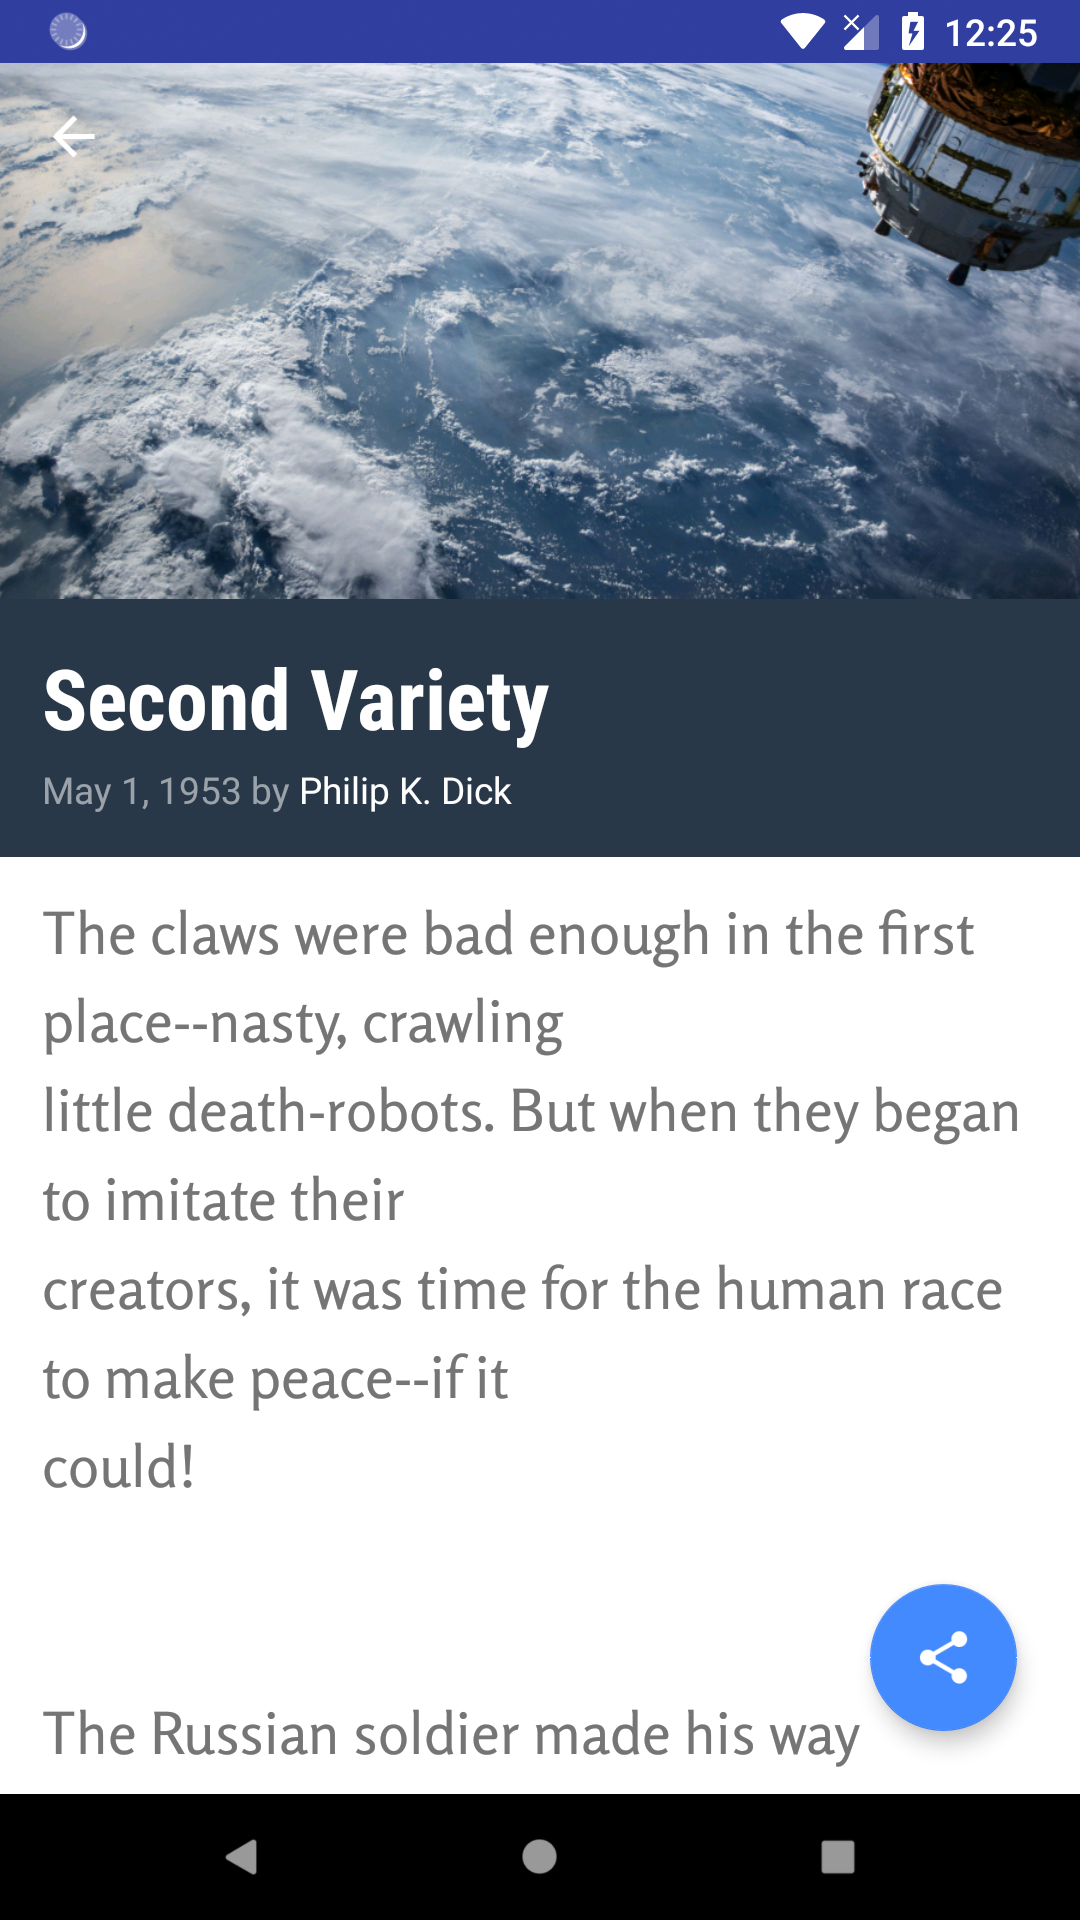 12:25
Second Variety
May 1, 1953 by Philip K. Dick
The claws were bad enough in the first
place--nasty, crawling
little death-robots. But when they began
to imitate their
creators, it was time for the human race
to make peace--if it
could!
The Russian soldier made his way